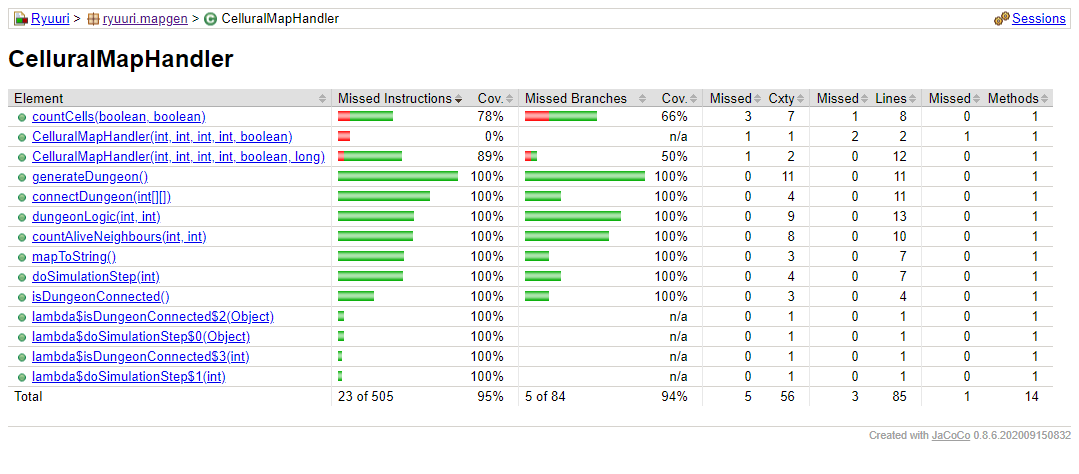 Ryuuri > ryuuri.mapgen > CelluralMapHandler Sessions
CelluralMapHandler
Element Missed Instructions Cov. Missed Branches Cov. Missed Cxty Missed Lines Missed Methods
countCells(boolean, boolean) 78% 66% 3 7 1 8 0 1
CelluralMapHandler(int, int, int, int, boolean) 0% n/a 1 1 2 2 1 1
CelluralMapHandler(int, int, int, int, boolean, long) 89% 50% 1 2 0 12 0 1
generateDungeon() 100% 100% 0 11 0 11 0 1
connectDungeon(int[][]) 100% 100% 0 4 0 11 0 1
dungeonLogic(int, int) 100% 100% 0 9 0 13 0 1
countAliveNeighbours(int, int) 100% 100% 0 8 0 10 0 1
mapToString() 100% 100% 0 3 0 7 0 1
doSimulationStep(int) 100% 100% 0 4 0 7 0 1
isDungeonConnected() 100% 100% 0 3 0 4 0 1
lambda$isDungeonConnected$2(Object) 100% n/a 0 1 0 1 0 1
lambda$doSimulationStep$0(Object) 100% n/a 0 1 0 1 0 1
lambda$isDungeonConnected$3(int) 100% n/a 0 1 0 1 0 1
lambda$doSimulationStep$1(int) 100% n/a 0 1 0 1 0 1
Total 23 of 505 95% 5 of 84 94% 5 56 3 85 1 14
Created with JaCoCo 0.8.6.202009150832